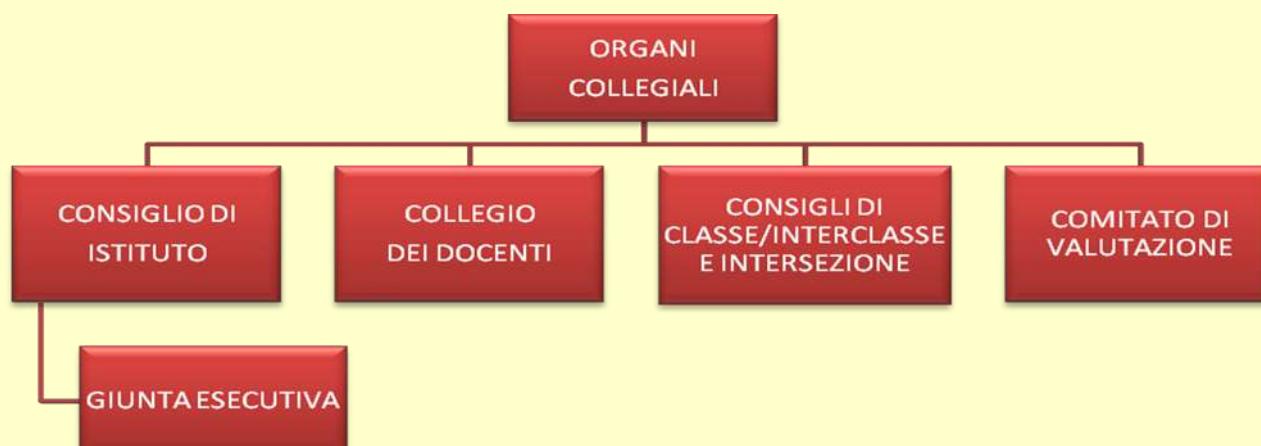 ORGANI
COLLEGIALI
CONSIGLIO DI
ISTITUTO
COLLEGIO
DEI DOCENTI
CONSIGLI DI
CLASSE/INTERCLASSE
E INTERSEZIONE
COMITATO DI
VALUTAZIONE
GIUNTA ESECUTIVA